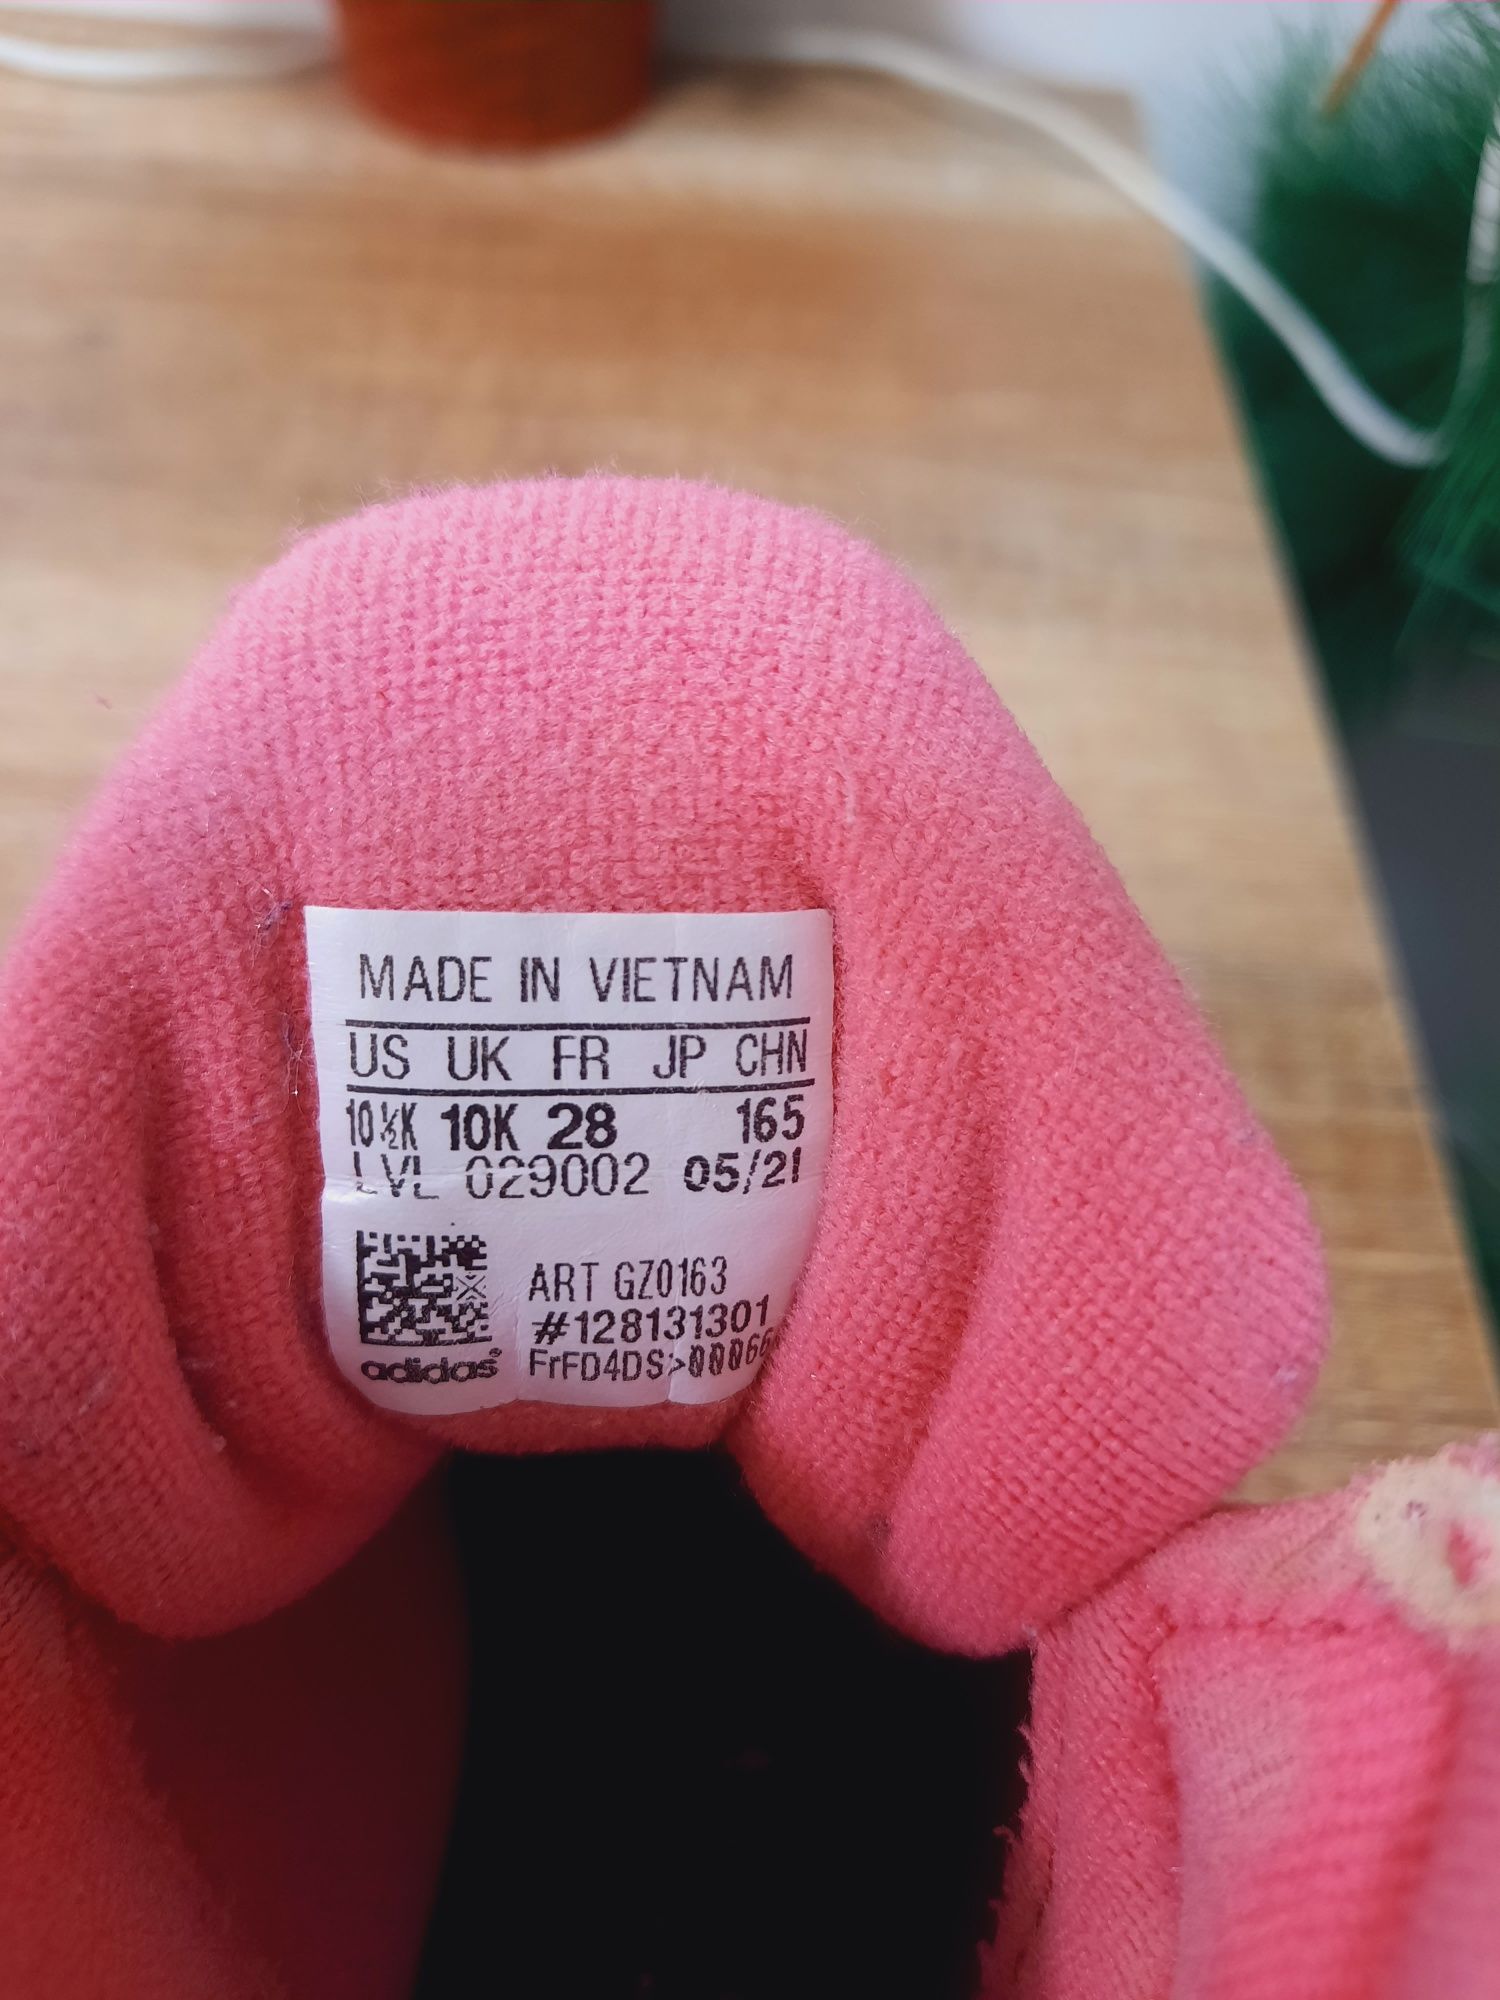 MADE IN VIETNAM
US UK FR JP CHN
10½K 10K 28 165
LVL 029002 05/21
ART GZ0163
#128131301
adidas